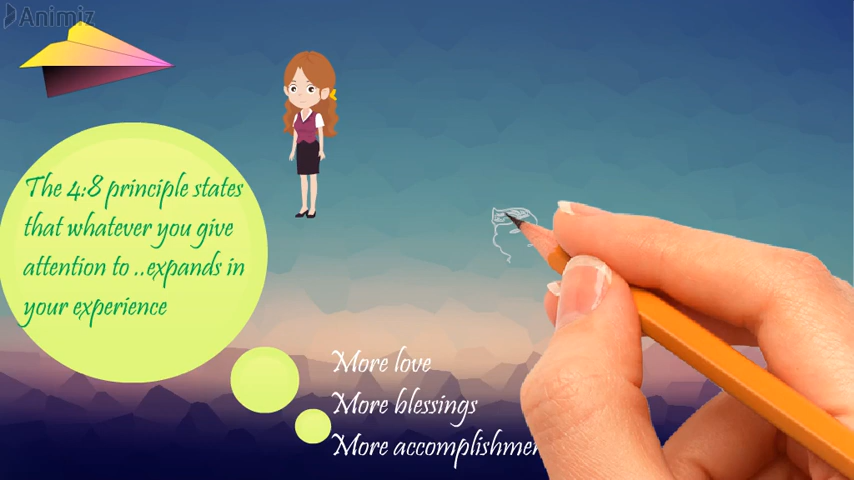 Animiz
The 4:8 principle states
that whatever you give
attention to ..expands in
your experience
More love
More blessings
More